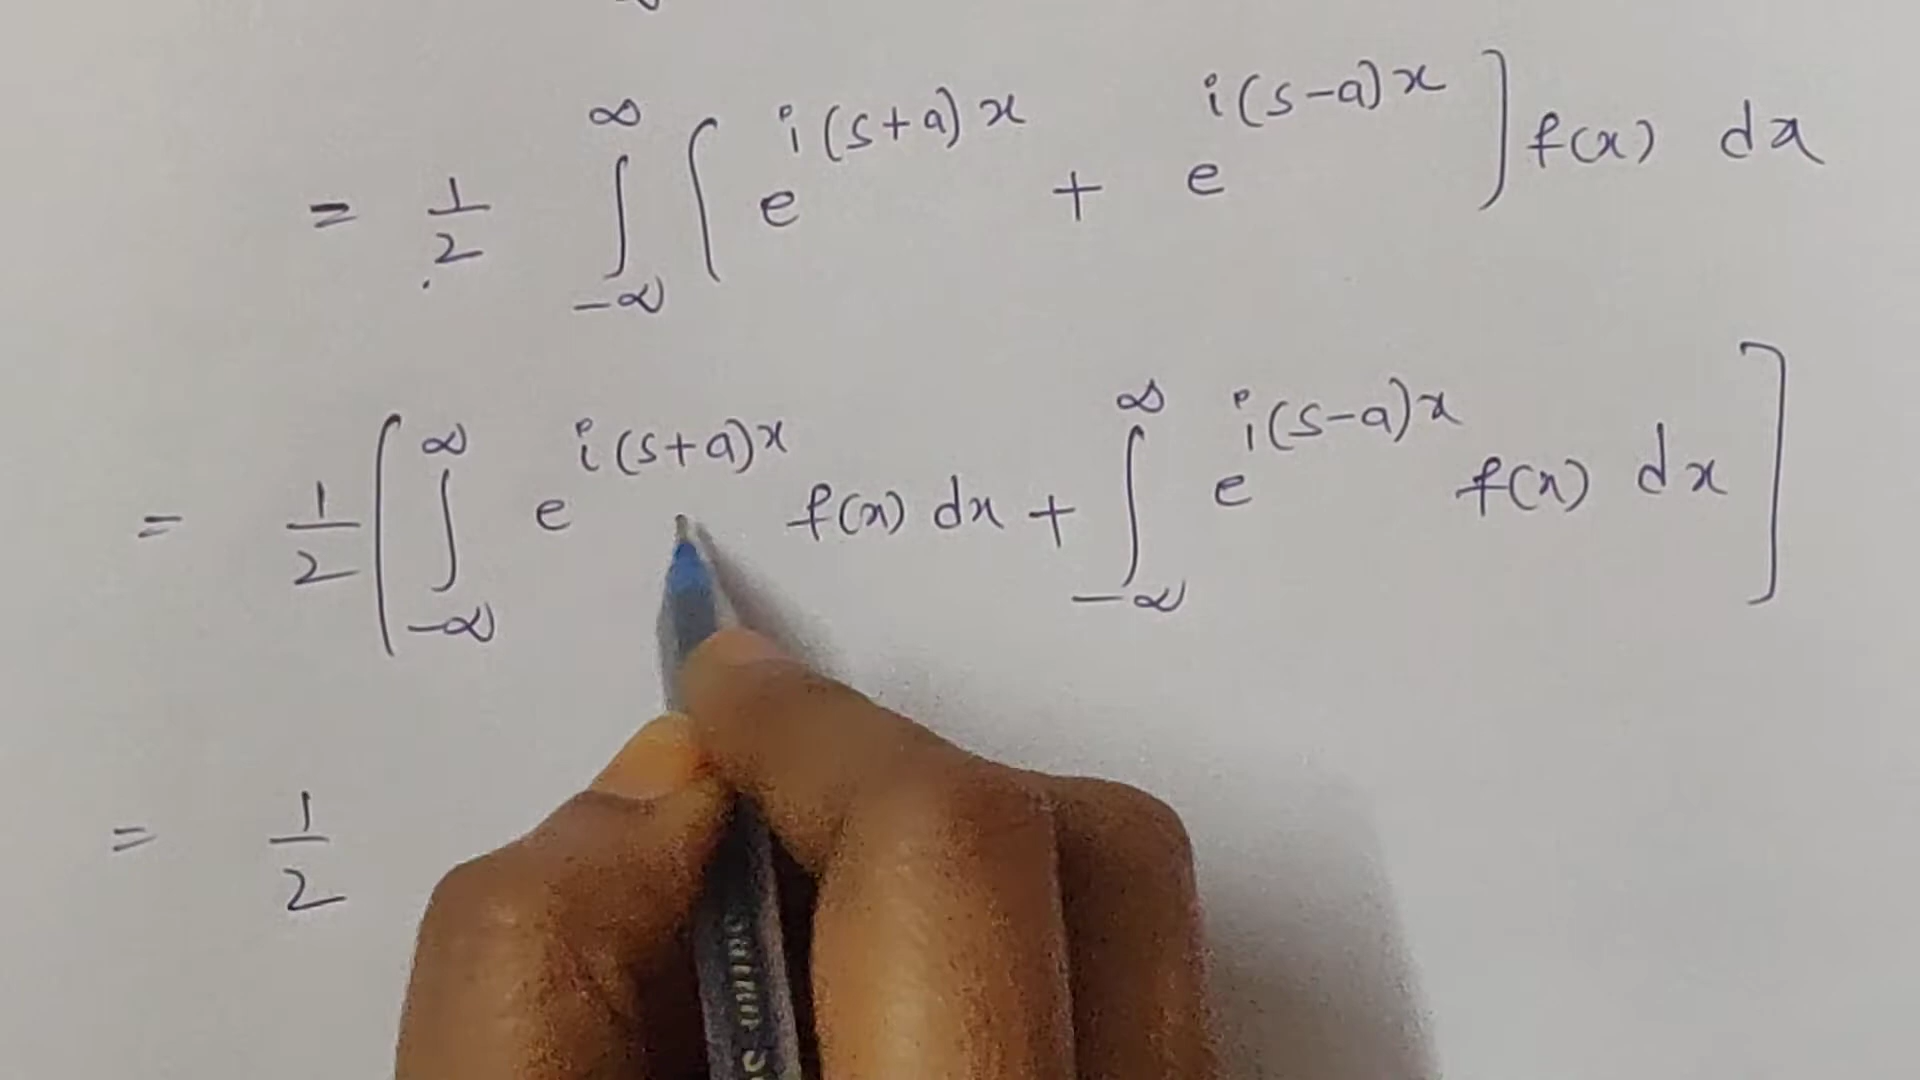 = 1/2 ∫_{-∞}^{∞} [ e^{i(s+a)x} + e^{i(s-a)x} ] f(x) dx
= 1/2 [ ∫_{-∞}^{∞} e^{i(s+a)x} f(x) dx + ∫_{-∞}^{∞} e^{i(s-a)x} f(x) dx ]
= 1/2